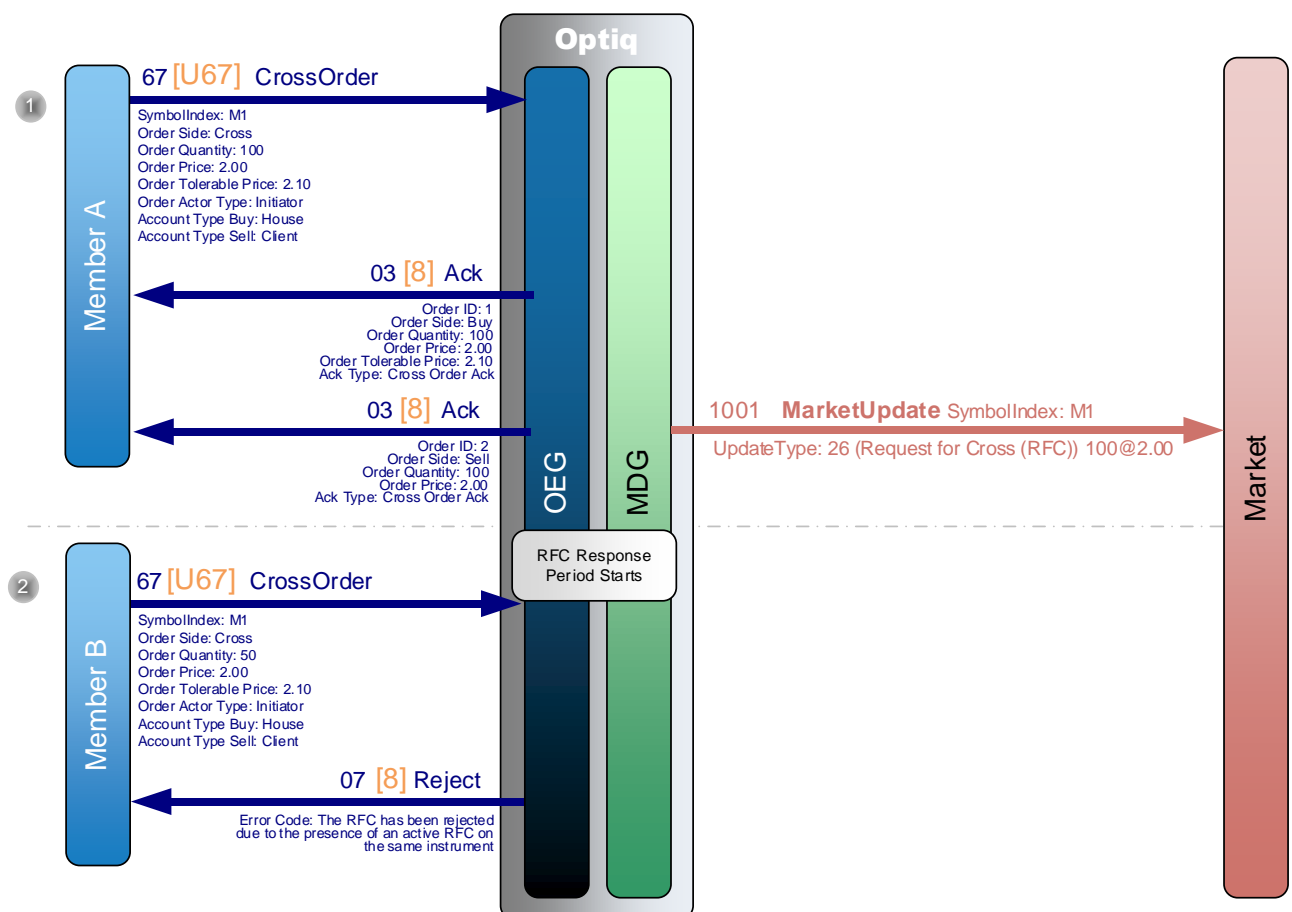 Optiq
1
67 [U67] CrossOrder
SymbolIndex: M1
Order Side: Cross
Order Quantity: 100
Order Price: 2.00
Order Tolerable Price: 2.10
Order Actor Type: Initiator
Account Type Buy: House
Account Type Sell: Client
Member A
03 [8] Ack
Order ID: 1
Order Side: Buy
Order Quantity: 100
Order Price: 2.00
Order Tolerable Price: 2.10
Ack Type: Cross Order Ack
03 [8] Ack
Order ID: 2
Order Side: Sell
Order Quantity: 100
Order Price: 2.00
Ack Type: Cross Order Ack
OEG
MDG
1001 MarketUpdate SymbolIndex: M1
UpdateType: 26 (Request for Cross (RFC)) 100@2.00
Market
RFC Response
Period Starts
2
67 [U67] CrossOrder
SymbolIndex: M1
Order Side: Cross
Order Quantity: 50
Order Price: 2.00
Order Tolerable Price: 2.10
Order Actor Type: Initiator
Account Type Buy: House
Account Type Sell: Client
Member B
07 [8] Reject
Error Code: The RFC has been rejected
due to the presence of an active RFC on
the same instrument